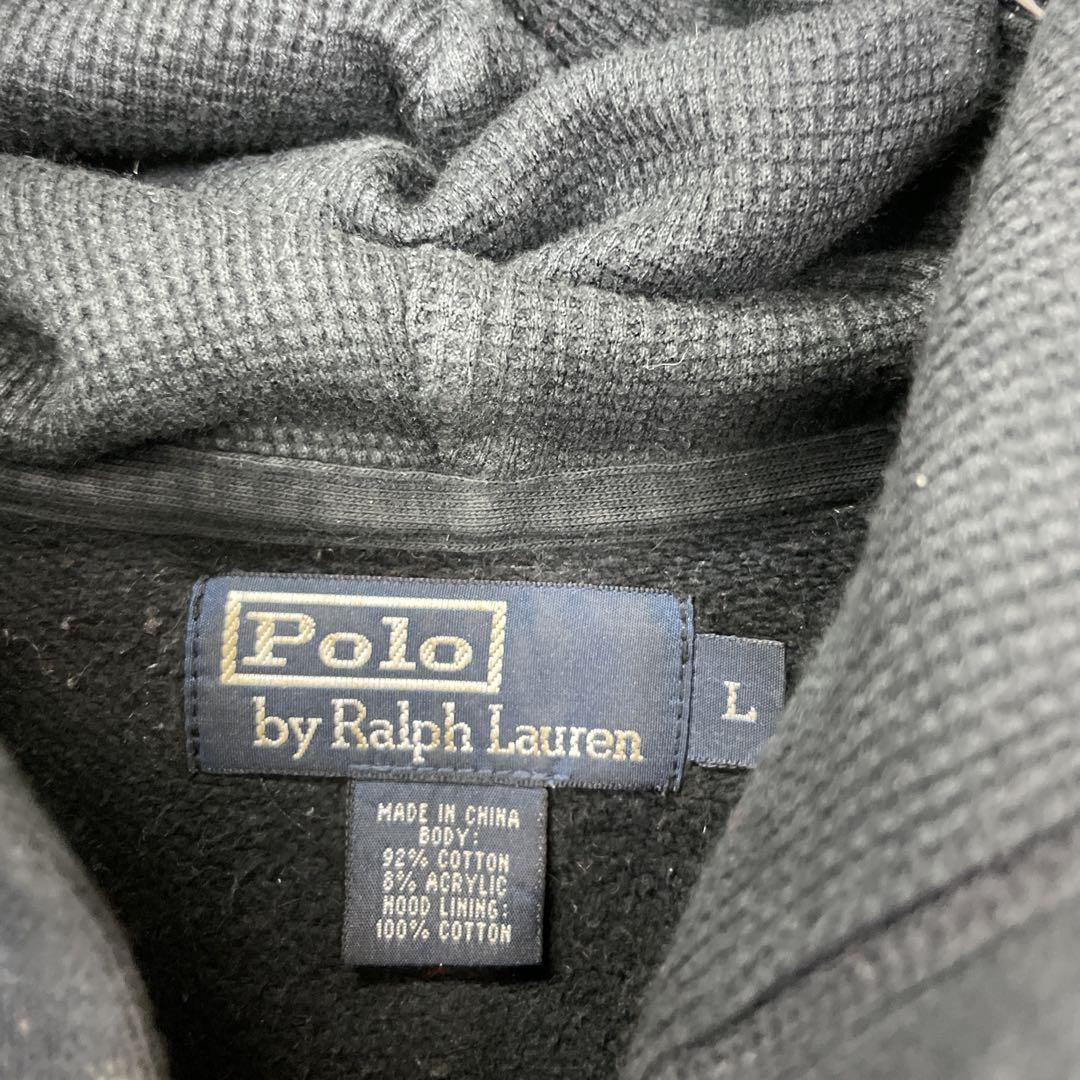 Polo
by Ralph Lauren
L
MADE IN CHINA
BODY:
92% COTTON
8% ACRYLIC
HOOD LINING:
100% COTTON